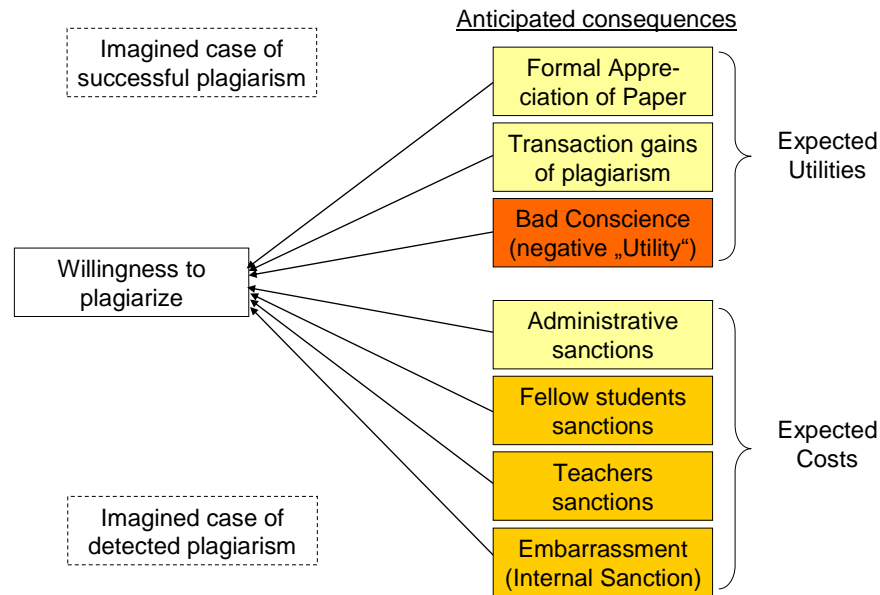 Anticipated consequences
Imagined case of
successful plagiarism
Formal Appre-
ciation of Paper
Transaction gains
of plagiarism
Expected
Utilities
Bad Conscience
(negative „Utility“)
Willingness to
plagiarize
Administrative
sanctions
Fellow students
sanctions
Expected
Costs
Teachers
sanctions
Imagined case of
detected plagiarism
Embarrassment
(Internal Sanction)